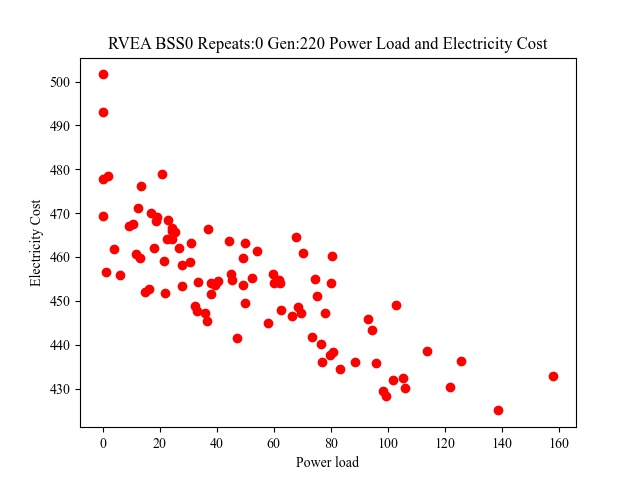 RVEA BSS0 Repeats:0 Gen:220 Power Load and Electricity Cost
500
490
480
470
460
450
440
430
Electricity Cost
0 20 40 60 80 100 120 140 160
Power load